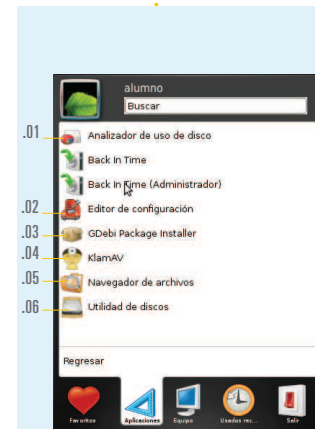 alumno
Buscar
.01 Analizador de uso de disco
Back In Time
Back In Time (Administrador)
.02 Editor de configuración
.03 GDebi Package Installer
.04 KlamAV
.05 Navegador de archivos
.06 Utilidad de discos
Regresar
Favoritos Aplicaciones Equipo Usados rec... Salir